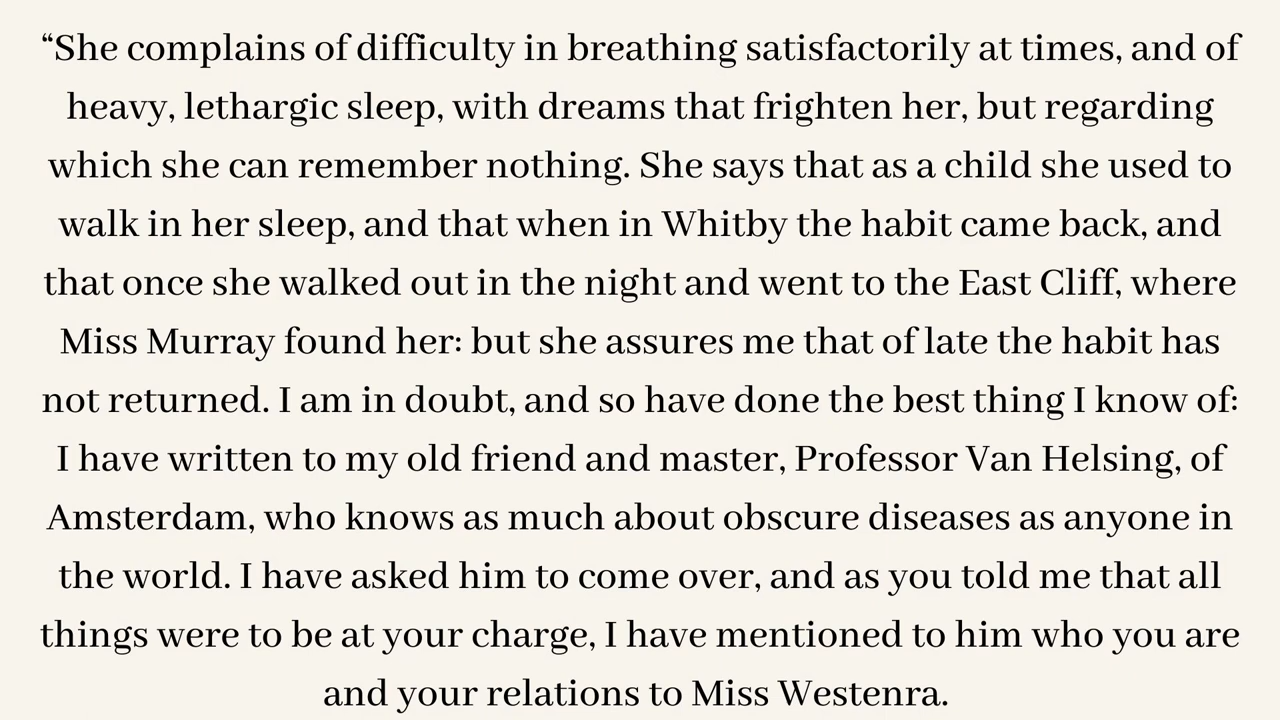 “She complains of difficulty in breathing satisfactorily at times, and of
heavy, lethargic sleep, with dreams that frighten her, but regarding
which she can remember nothing. She says that as a child she used to
walk in her sleep, and that when in Whitby the habit came back, and
that once she walked out in the night and went to the East Cliff, where
Miss Murray found her: but she assures me that of late the habit has
not returned. I am in doubt, and so have done the best thing I know of:
I have written to my old friend and master, Professor Van Helsing, of
Amsterdam, who knows as much about obscure diseases as anyone in
the world. I have asked him to come over, and as you told me that all
things were to be at your charge, I have mentioned to him who you are
and your relations to Miss Westenra.